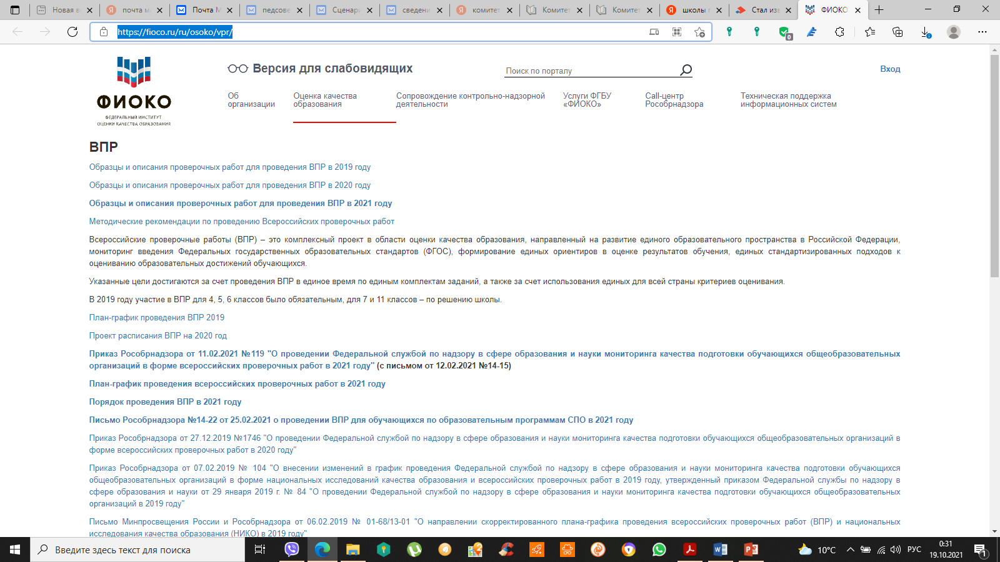 Новая в
почта м
Почта М
педсове
Сценари
сведени
комитет
Комитет
Комитет
школы г
Стал изв
ФИОКО
https://fioco.ru/ru/osoko/vpr/
0
ФИОКО
ФЕДЕРАЛЬНЫЙ ИНСТИТУТ
ОЦЕНКИ КАЧЕСТВА ОБРАЗОВАНИЯ
Версия для слабовидящих
Поиск по порталу
Вход
Об
организации
Оценка качества
образования
Сопровождение контрольно-надзорной
деятельности
Услуги ФГБУ
«ФИОКО»
Call-центр
Рособрнадзора
Техническая поддержка
информационных систем
ВПР
Образцы и описания проверочных работ для проведения ВПР в 2019 году
Образцы и описания проверочных работ для проведения ВПР в 2020 году
Образцы и описания проверочных работ для проведения ВПР в 2021 году
Методические рекомендации по проведению Всероссийских проверочных работ
Всероссийские проверочные работы (ВПР) – это комплексный проект в области оценки качества образования, направленный на развитие единого образовательного пространства в Российской Федерации,
мониторинг введения Федеральных государственных образовательных стандартов (ФГОС), формирование единых ориентиров в оценке результатов обучения, единых стандартизированных подходов к
оцениванию образовательных достижений обучающихся.
Указанные цели достигаются за счет проведения ВПР в единое время по единым комплектам заданий, а также за счет использования единых для всей страны критериев оценивания.
В 2019 году участие в ВПР для 4, 5, 6 классов было обязательным, для 7 и 11 классов – по решению школы.
План-график проведения ВПР 2019
Проект расписания ВПР на 2020 год
Приказ Рособрнадзора от 11.02.2021 №119 "О проведении Федеральной службой по надзору в сфере образования и науки мониторинга качества подготовки обучающихся общеобразовательных
организаций в форме всероссийских проверочных работ в 2021 году" (с письмом от 12.02.2021 №14-15)
План-график проведения всероссийских проверочных работ в 2021 году
Порядок проведения ВПР в 2021 году
Письмо Рособрнадзора №14-22 от 25.02.2021 о проведении ВПР для обучающихся по образовательным программам СПО в 2021 году
Приказ Рособрнадзора от 27.12.2019 №1746 "О проведении Федеральной службой по надзору в сфере образования и науки мониторинга качества подготовки обучающихся общеобразовательных организаций в
форме всероссийских проверочных работ в 2020 году"
Приказ Рособрнадзора от 07.02.2019 № 104 "О внесении изменений в график проведения Федеральной службой по надзору в сфере образования и науки мониторинга качества подготовки обучающихся
общеобразовательных организаций в форме национальных исследований качества образования и всероссийских проверочных работ в 2019 году, утвержденный приказом Федеральной службы по надзору в
сфере образования и науки от 29 января 2019 г. № 84 "О проведении Федеральной службой по надзору в сфере образования и науки мониторинга качества подготовки обучающихся общеобразовательных
организаций в 2019 году"
Письмо Минпросвещения России и Рособрнадзора от 06.02.2019 № 01-68/13-01 "О направлении скорректированного плана-графика проведения всероссийских проверочных работ (ВПР) и национальных
исследования качества образования (НИКО) в 2019 году"
Введите здесь текст для поиска
10°C
РУС
0:31
19.10.2021
1